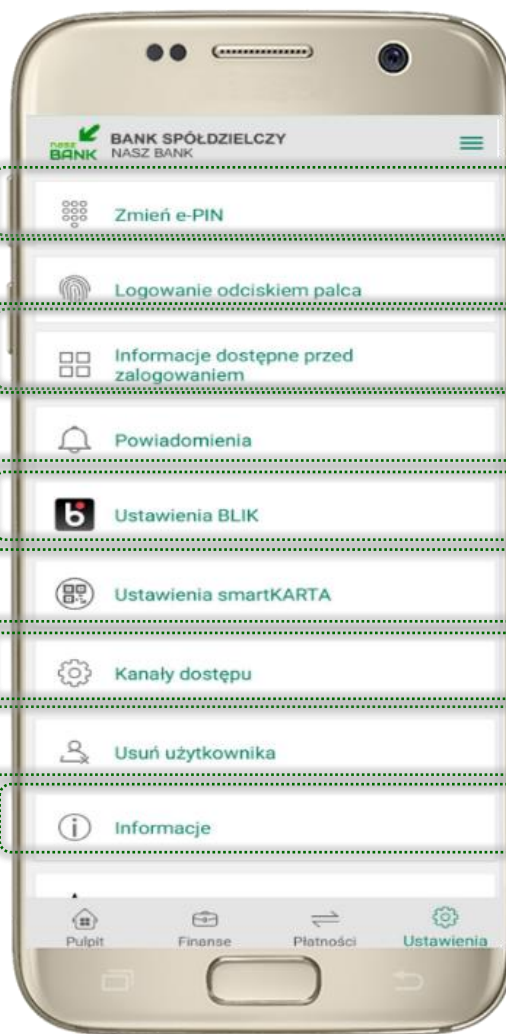 nasz
BANK
BANK SPÓŁDZIELCZY
NASZ BANK
Zmień e-PIN
Logowanie odciskiem palca
Informacje dostępne przed
zalogowaniem
Powiadomienia
Ustawienia BLIK
Ustawienia smartKARTA
Kanały dostępu
Usuń użytkownika
Informacje
Pulpit
Finanse
Płatności
Ustawienia